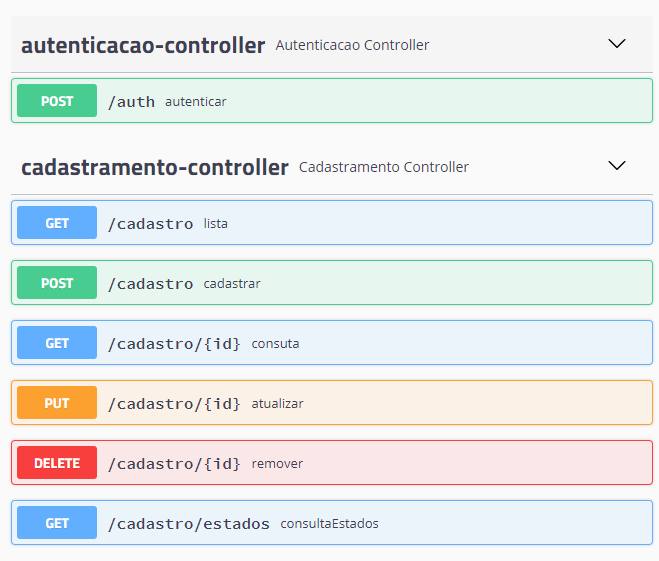 autenticacao-controller Autenticacao Controller
POST /auth autenticar
cadastramento-controller Cadastramento Controller
GET /cadastro lista
POST /cadastro cadastrar
GET /cadastro/{id} consuta
PUT /cadastro/{id} atualizar
DELETE /cadastro/{id} remover
GET /cadastro/estados consultaEstados